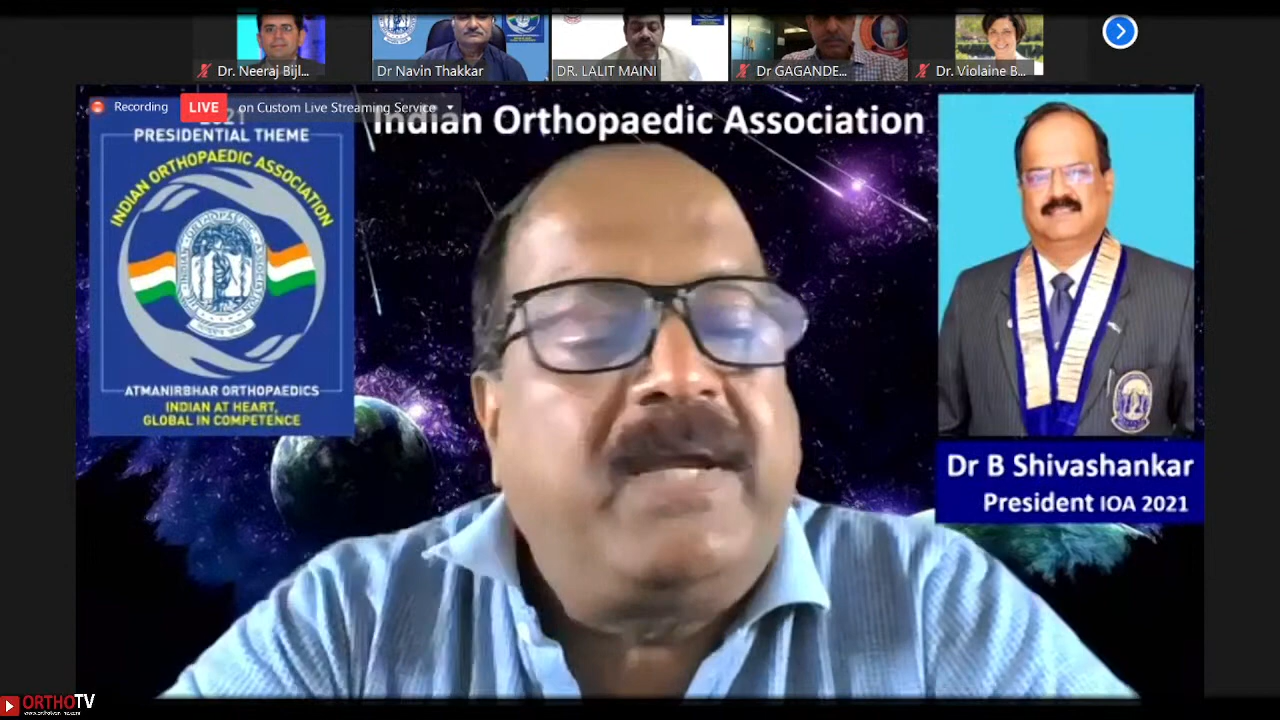 Dr. Neeraj Bijl...
Dr Navin Thakkar
DR. LALIT MAINI
Dr GAGANDE...
Dr. Violaine B...
Recording
LIVE
on Custom Live Streaming Service
Indian Orthopaedic Association
2021
PRESIDENTIAL THEME
INDIAN ORTHOPAEDIC ASSOCIATION
ATMANIRBHAR ORTHOPAEDICS
INDIAN AT HEART,
GLOBAL IN COMPETENCE
Dr B Shivashankar
President IOA 2021
ORTHOTV